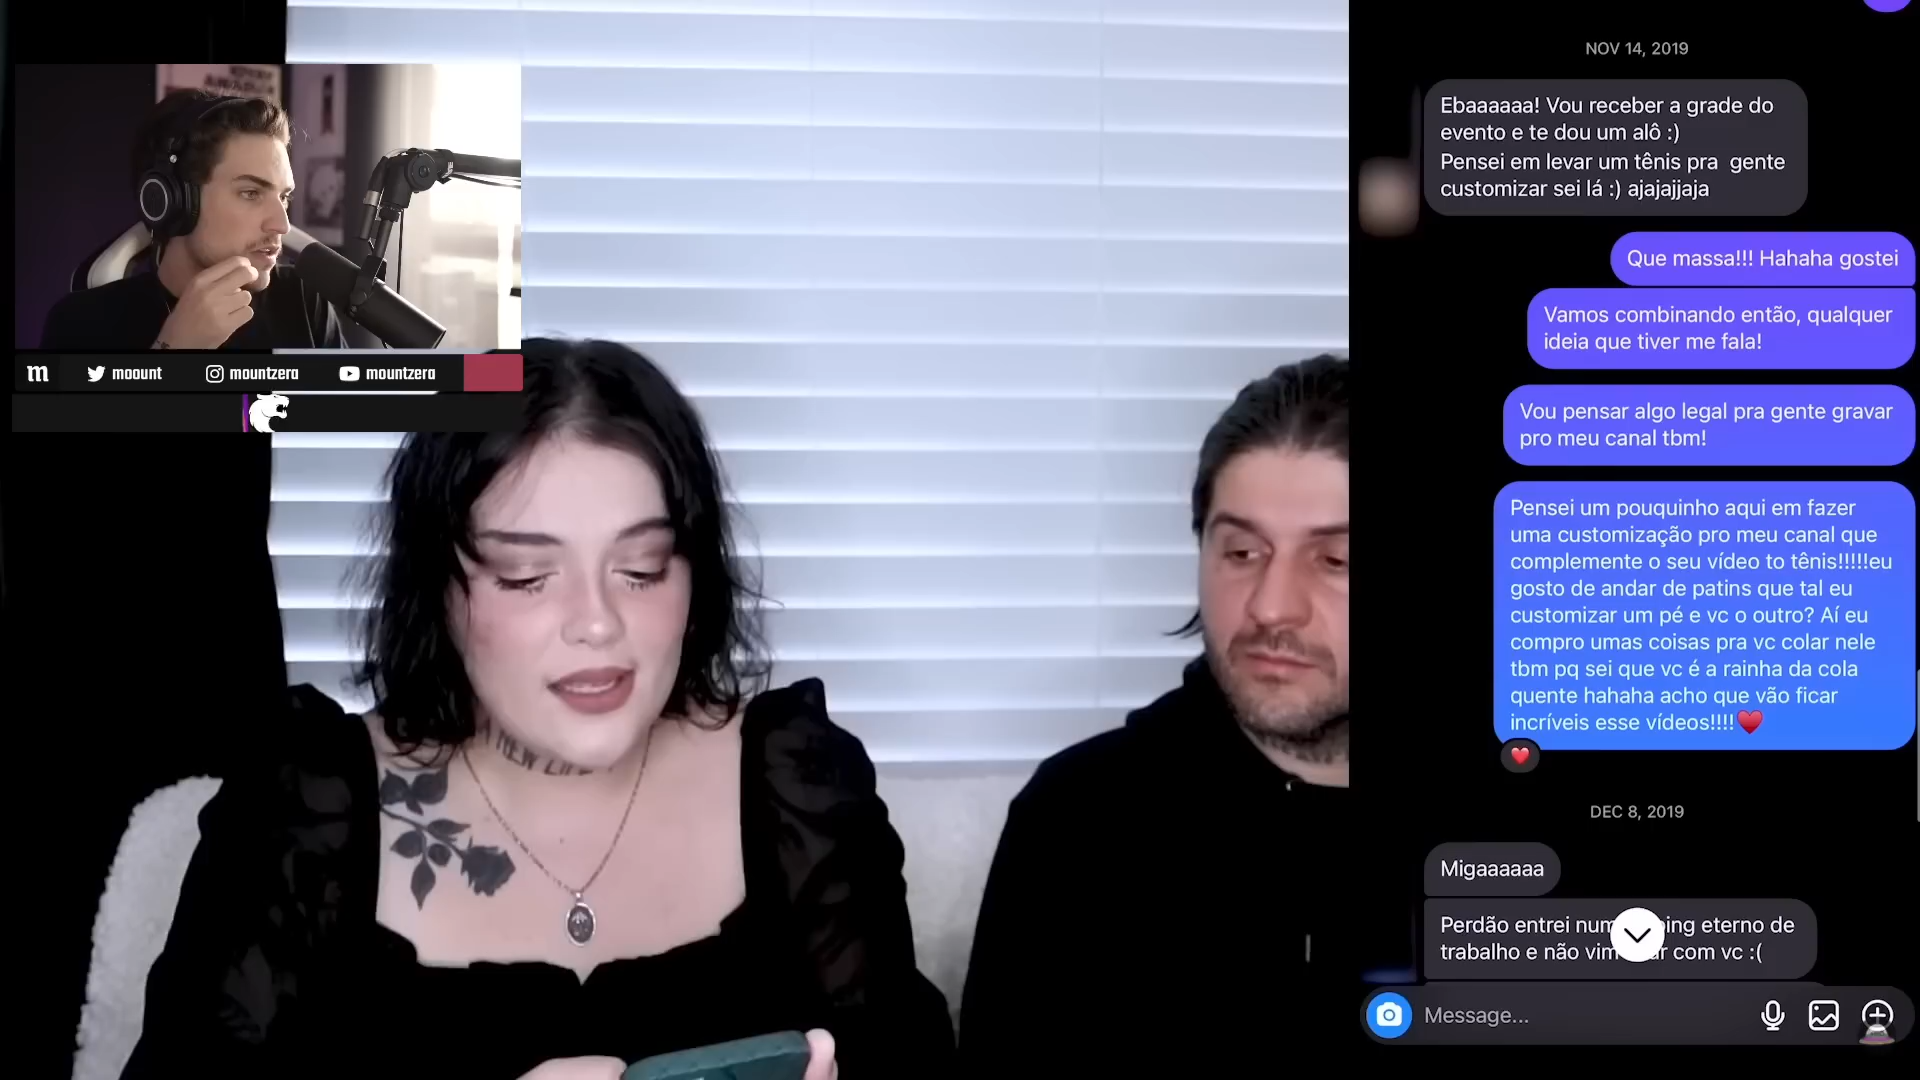 m moount mountzera mountzera
NEW LIFE
NOV 14, 2019
Ebaaaaaa! Vou receber a grade do
evento e te dou um alô :)
Pensei em levar um tênis pra gente
customizar sei lá :) ajajajjaja
Que massa!!! Hahaha gostei
Vamos combinando então, qualquer
ideia que tiver me fala!
Vou pensar algo legal pra gente gravar
pro meu canal tbm!
Pensei um pouquinho aqui em fazer
uma customização pro meu canal que
complemente o seu vídeo to tênis!!!!!eu
gosto de andar de patins que tal eu
customizar um pé e vc o outro? Aí eu
compro umas coisas pra vc colar nele
tbm pq sei que vc é a rainha da cola
quente hahaha acho que vão ficar
incríveis esse vídeos!!!!♥️
DEC 8, 2019
Migaaaaaa
Perdão entrei num eterno de
trabalho e não vim com vc :(
Message...